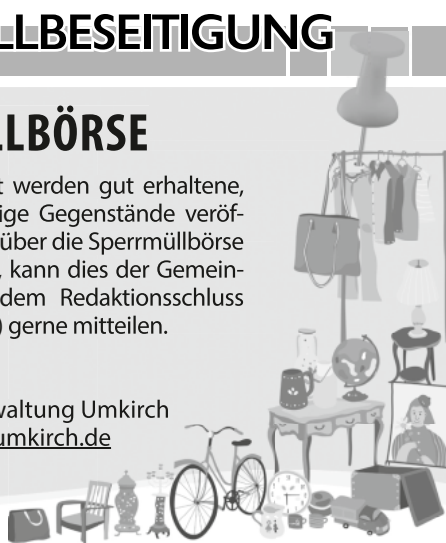 LLBESEITIGUNG
LLBÖRSE
t werden gut erhaltene,
ige Gegenstände veröf-
über die Sperrmüllbörse
, kann dies der Gemein-
dem Redaktionsschluss
) gerne mitteilen.
waltung Umkirch
umkirch.de